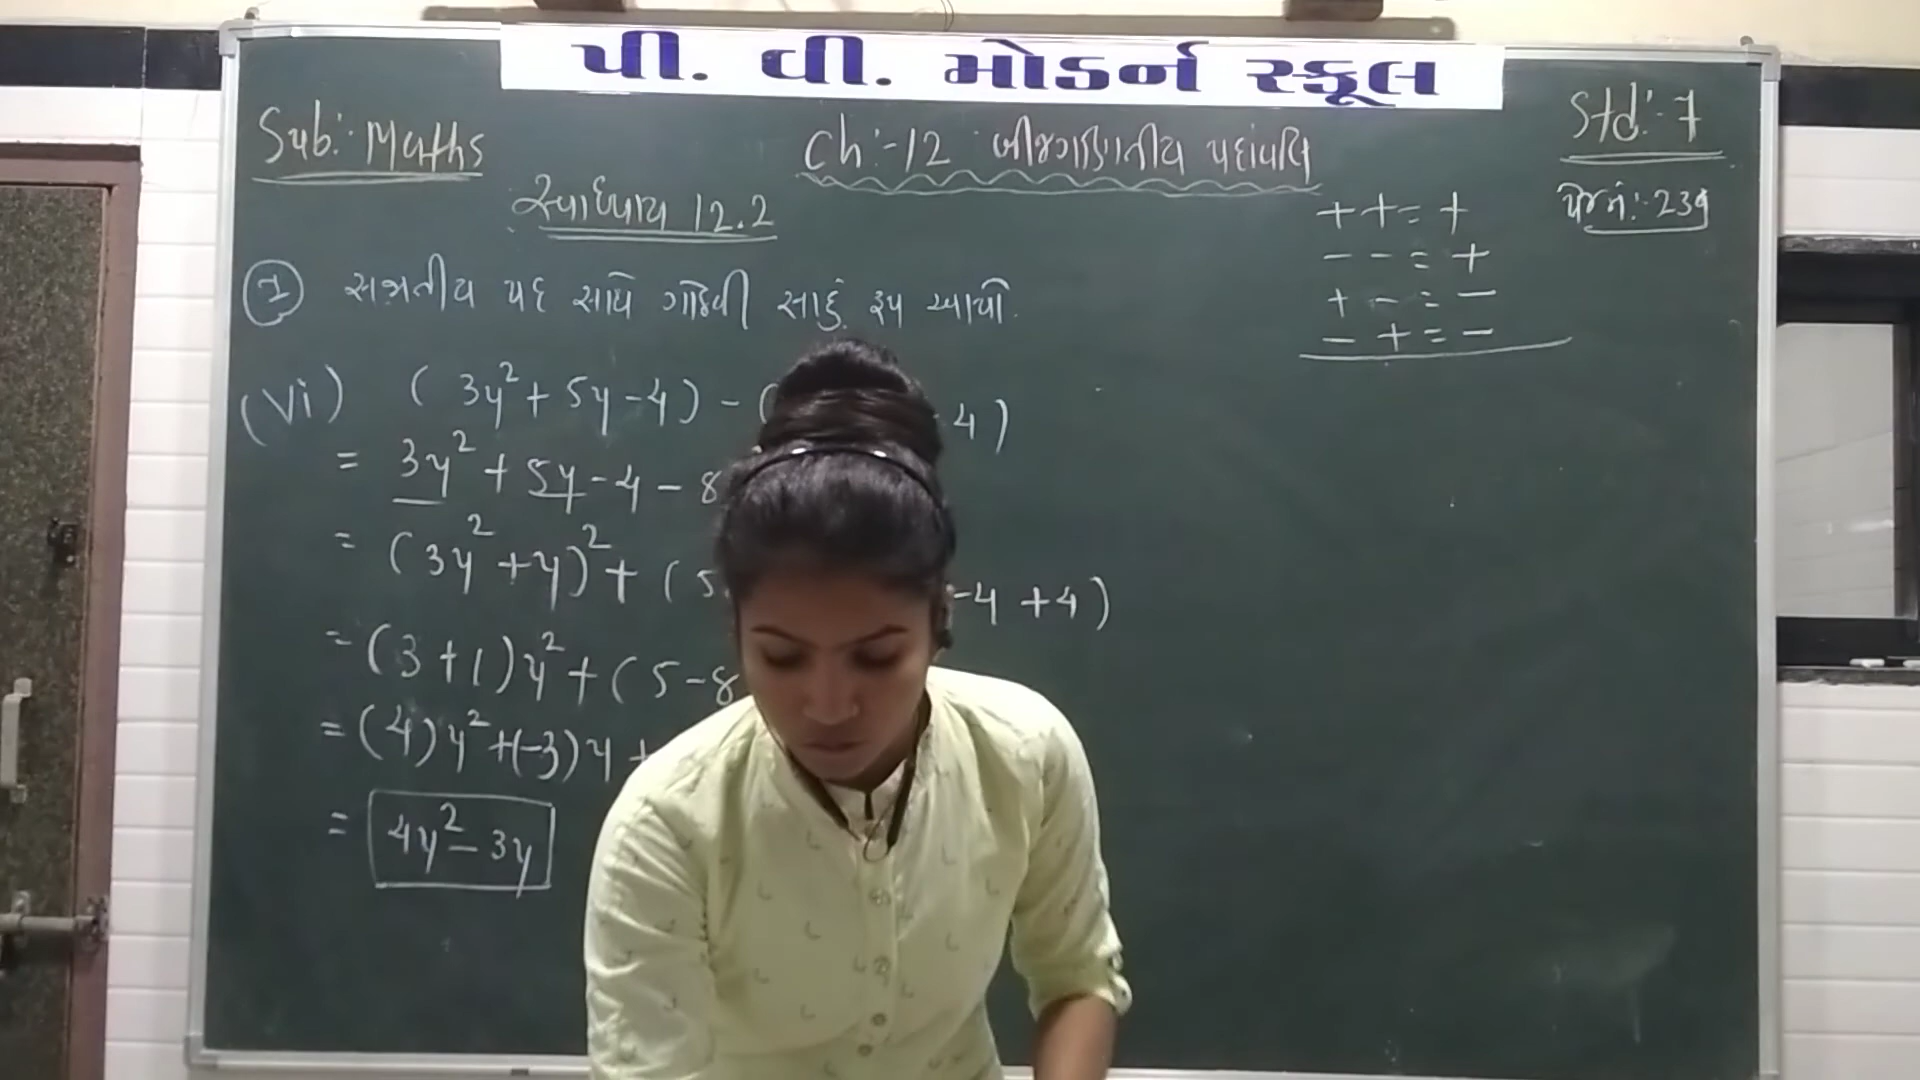 પી. વી. મોડર્ન સ્કૂલ
Sub:- Maths
Ch:-12 બીજગણિતીય પદાવલિ
Std:-7
પેજ નં:- 239
સ્વાધ્યાય 12.2
+ + = +
- - = +
+ - = -
- + = -
1 સજાતીય પદ સાથે ગોઠવી સાદું રૂપ આપો.
(vi) (3y² + 5y - 4) - ( 4)
= 3y² + 5y - 4 - 8
= (3y² + y)² + (5 -4 +4)
= (3 + 1)y² + (5 - 8
= (4)y² + (-3)y +
= 4y² - 3y